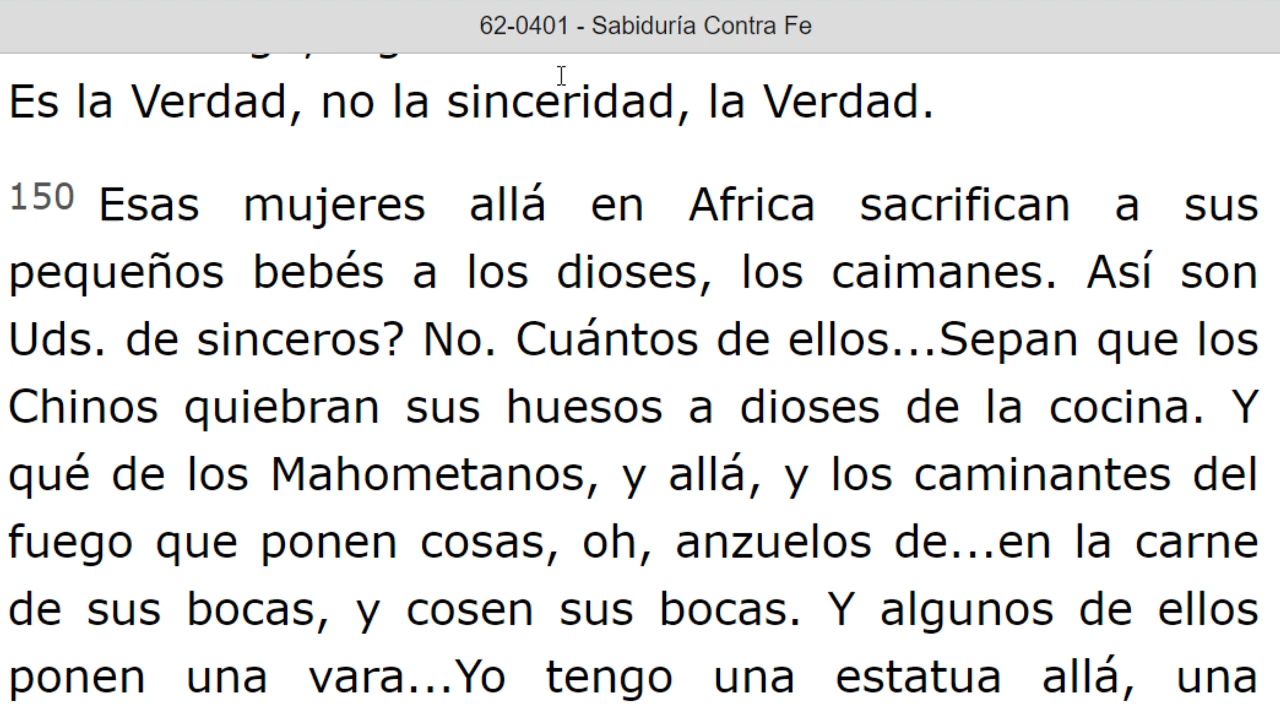 62-0401 - Sabiduría Contra Fe
Es la Verdad, no la sinceridad, la Verdad.
150 Esas mujeres allá en Africa sacrifican a sus
pequeños bebés a los dioses, los caimanes. Así son
Uds. de sinceros? No. Cuántos de ellos...Sepan que los
Chinos quiebran sus huesos a dioses de la cocina. Y
qué de los Mahometanos, y allá, y los caminantes del
fuego que ponen cosas, oh, anzuelos de...en la carne
de sus bocas, y cosen sus bocas. Y algunos de ellos
ponen una vara...Yo tengo una estatua allá, una